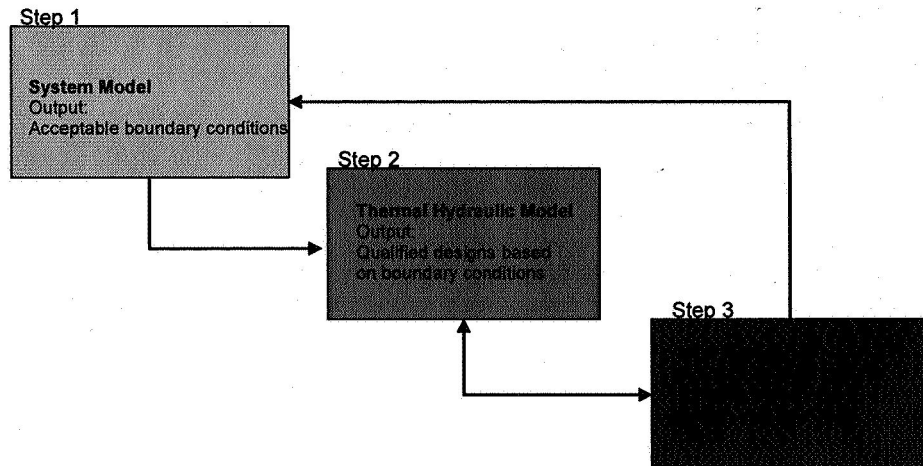 Step 1
System Model
Output:
Acceptable boundary conditions
Step 2
Thermal Hydraulic Model
Output:
Qualified designs based
on boundary conditions
Step 3